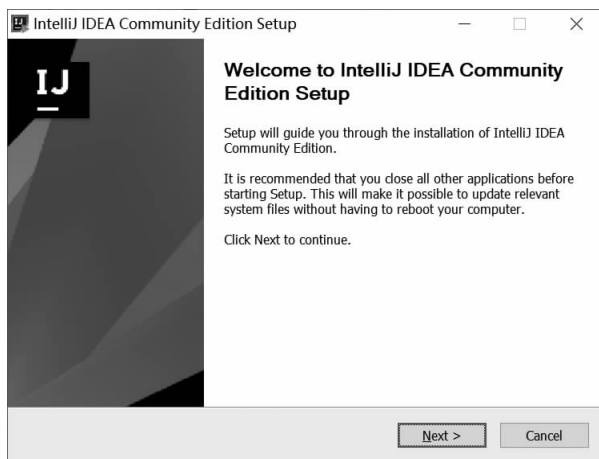 IntelliJ IDEA Community Edition Setup
IJ
Welcome to IntelliJ IDEA Community
Edition Setup
Setup will guide you through the installation of IntelliJ IDEA
Community Edition.
It is recommended that you close all other applications before
starting Setup. This will make it possible to update relevant
system files without having to reboot your computer.
Click Next to continue.
Next >
Cancel